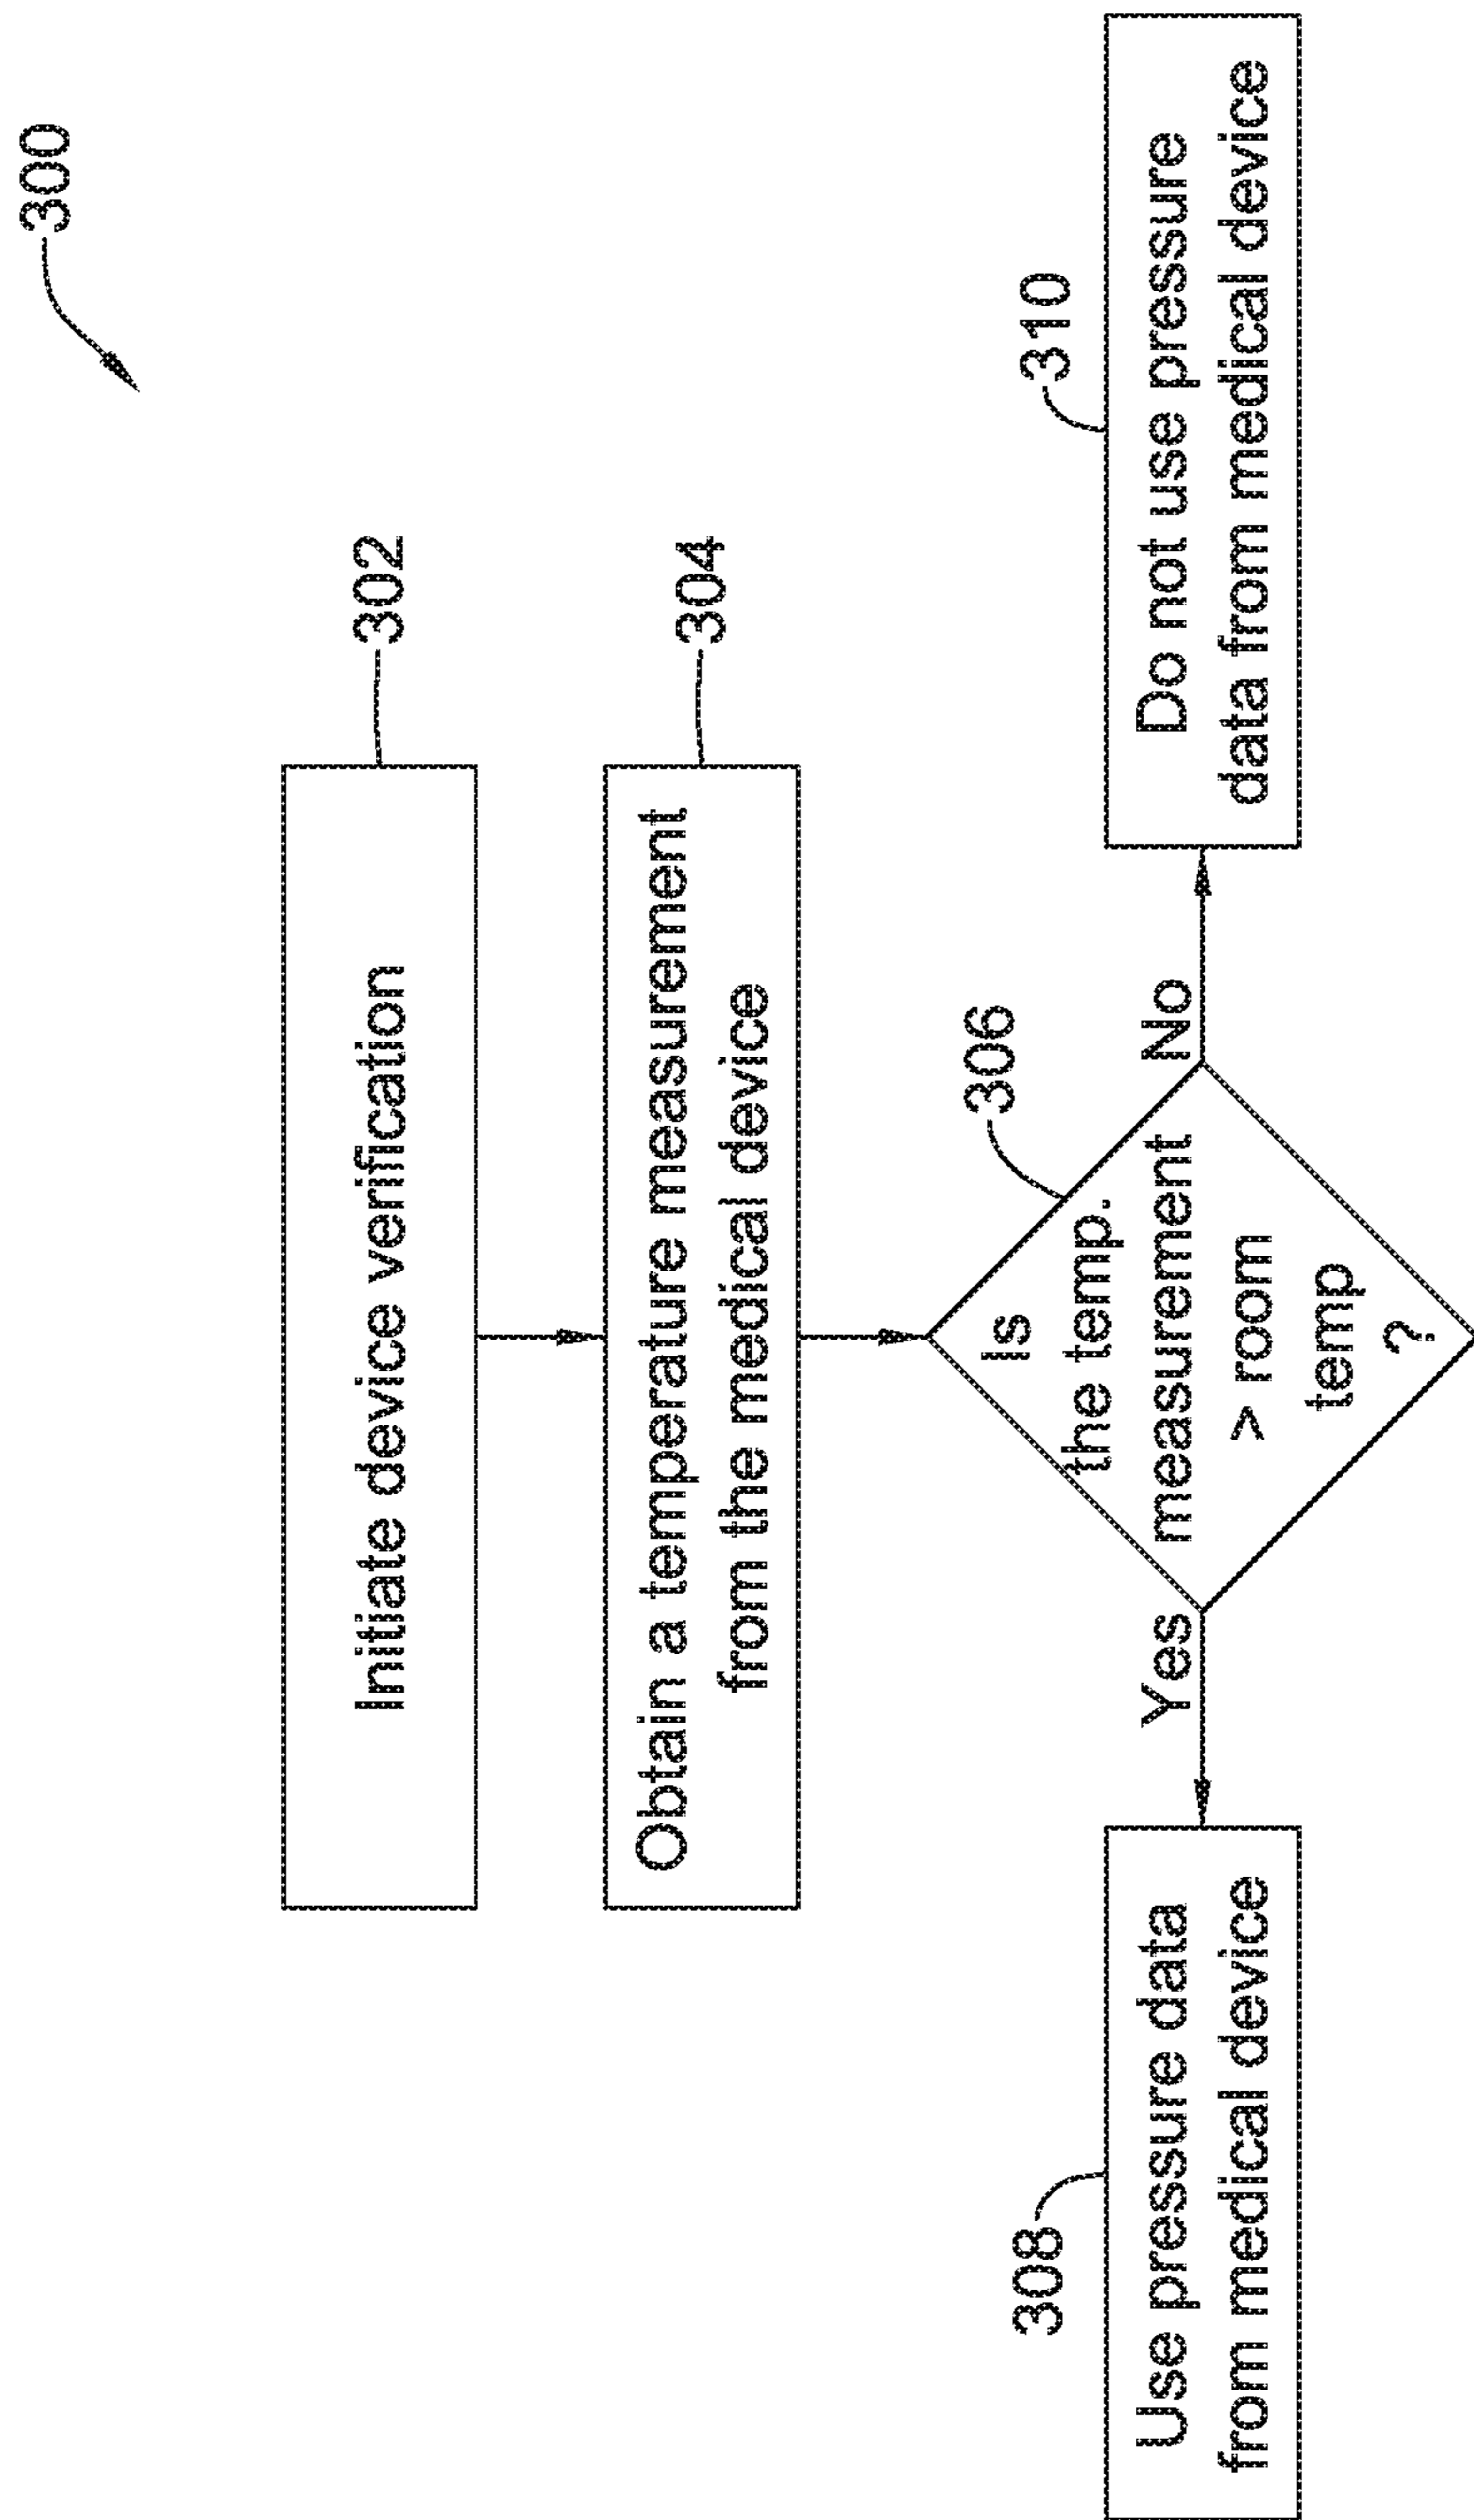 300
302
Initiate device verification
304
Obtain a temperature measurement
from the medical device
306
Is
the temp.
measurement
> room
temp
?
Yes
No
308
Use pressure data
from medical device
310
Do not use pressure
data from medical device